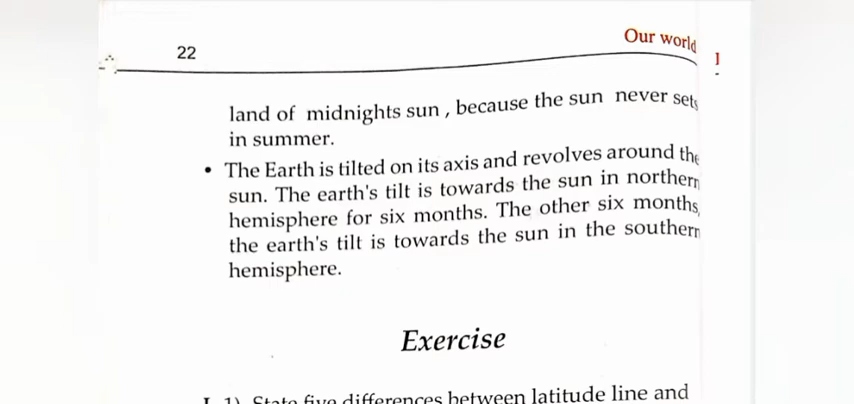 22
Our world
land of midnights sun , because the sun never sets
in summer.
• The Earth is tilted on its axis and revolves around the
sun. The earth's tilt is towards the sun in northern
hemisphere for six months. The other six months,
the earth's tilt is towards the sun in the southern
hemisphere.
Exercise
I. 1) State five differences between latitude line and